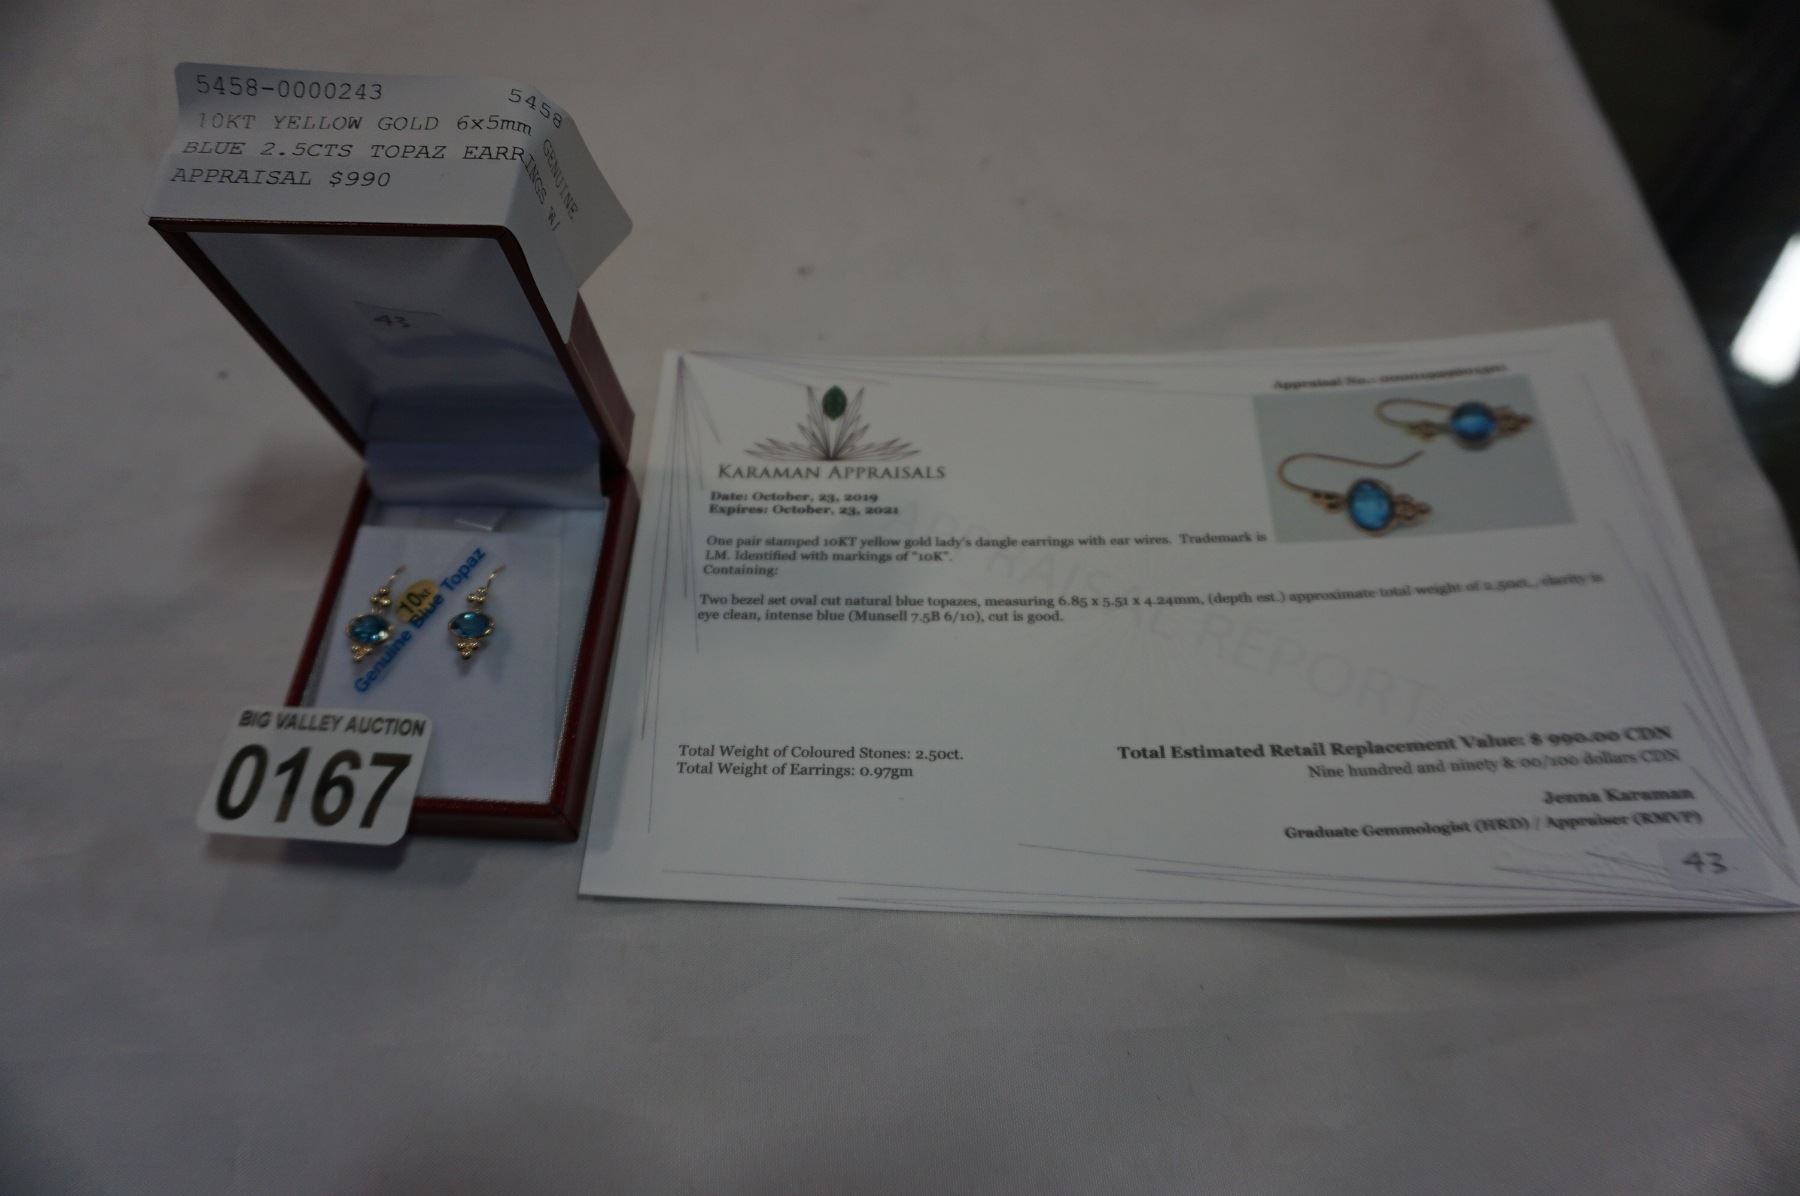 5458-0000243
10KT YELLOW GOLD 6x5mm GENUINE
BLUE 2.5CTS TOPAZ EARRINGS W/
APPRAISAL $990
5458
43
10KT
Genuine Blue Topaz
BIG VALLEY AUCTION
0167
KARAMAN APPRAISALS
Date: October, 23, 2019
Expires: October, 23, 2021
Appraisal No.:
One pair stamped 10KT yellow gold lady's dangle earrings with ear wires. Trademark is
LM. Identified with markings of "10K".
Containing:
Two bezel set oval cut natural blue topazes, measuring 6.85 x 5.51 x 4.24mm, (depth est.) approximate total weight of 2.50ct., clarity is
eye clean, intense blue (Munsell 7.5B 6/10), cut is good.
APPRAISAL REPORT
Total Weight of Coloured Stones: 2.50ct.
Total Weight of Earrings: 0.97gm
Total Estimated Retail Replacement Value: $ 990.00 CDN
Nine hundred and ninety & 00/100 dollars CDN
Jenna Karaman
Graduate Gemmologist (HRD) / Appraiser (RMVP)
43